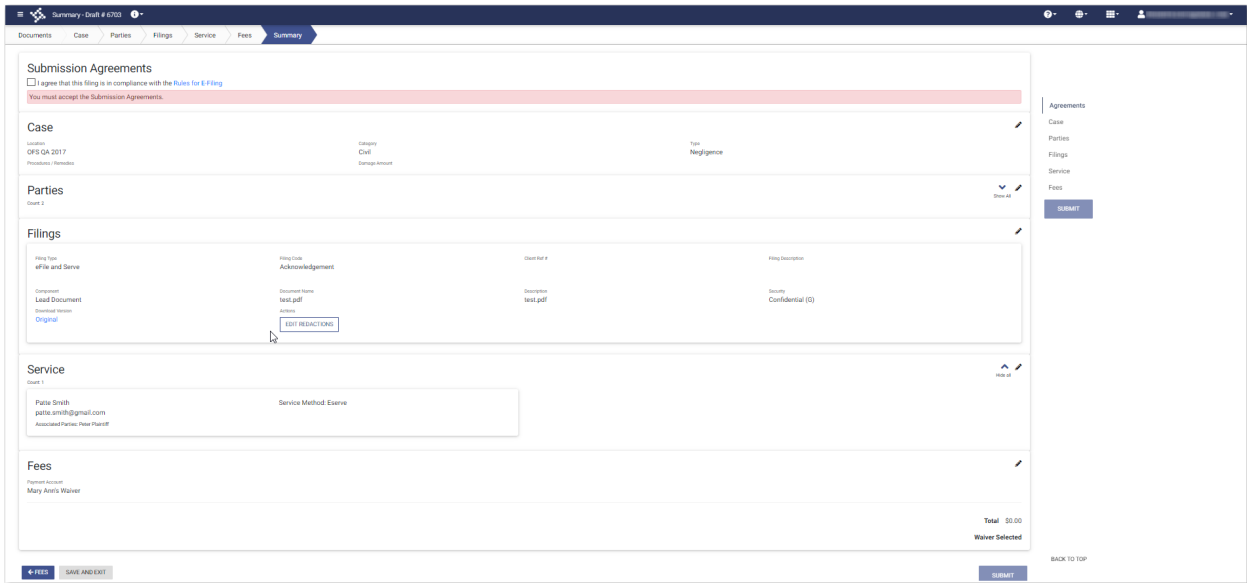 Summary - Draft # 6703
Documents Case Parties Filings Service Fees Summary
Submission Agreements
I agree that this filing is in compliance with the Rules for E-Filing
You must accept the Submission Agreements.
Agreements
Case
Parties
Filings
Service
Fees
SUBMIT
Case
Location Category Type
OFS QA 2017 Civil Negligence
Procedures / Remedies Damage Amount
Parties
Count: 2
Show All
Filings
Filing Type Filing Code Client Ref # Filing Description
eFile and Serve Acknowledgement
Component Document Name Description Security
Lead Document test.pdf test.pdf Confidential (G)
Download Version Actions
Original EDIT REDACTIONS
Service
Count: 1
Hide all
Patte Smith Service Method: Eserve
patte.smith@gmail.com
Associated Parties: Peter Plaintiff
Fees
Payment Account
Mary Ann's Waiver
Total $0.00
Waiver Selected
BACK TO TOP
FEES SAVE AND EXIT SUBMIT